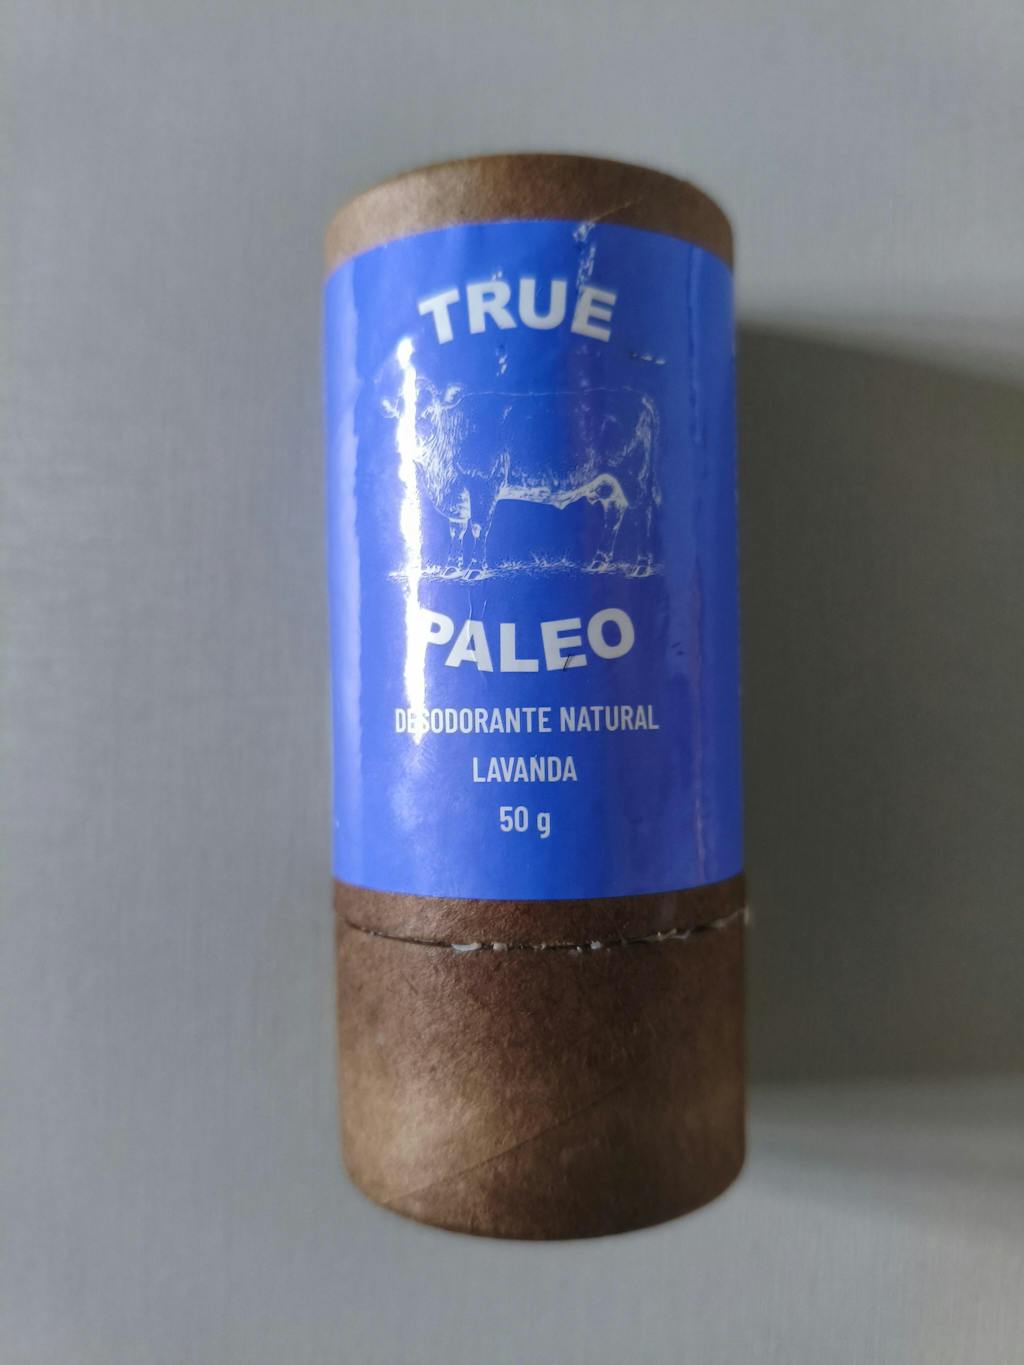 TRUE
PALEO
DESODORANTE NATURAL
LAVANDA
50 g